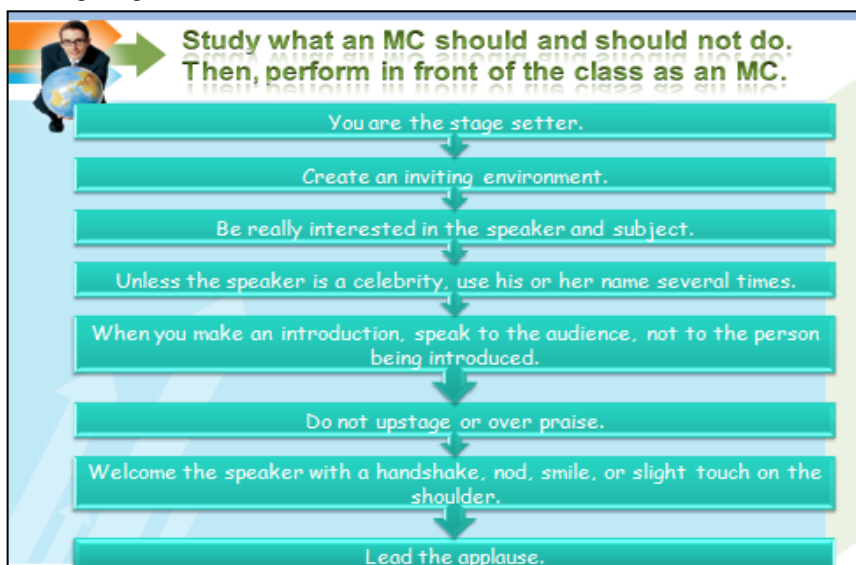 Study what an MC should and should not do.
Then, perform in front of the class as an MC.
You are the stage setter.
Create an inviting environment.
Be really interested in the speaker and subject.
Unless the speaker is a celebrity, use his or her name several times.
When you make an introduction, speak to the audience, not to the person
being introduced.
Do not upstage or over praise.
Welcome the speaker with a handshake, nod, smile, or slight touch on the
shoulder.
Lead the applause.